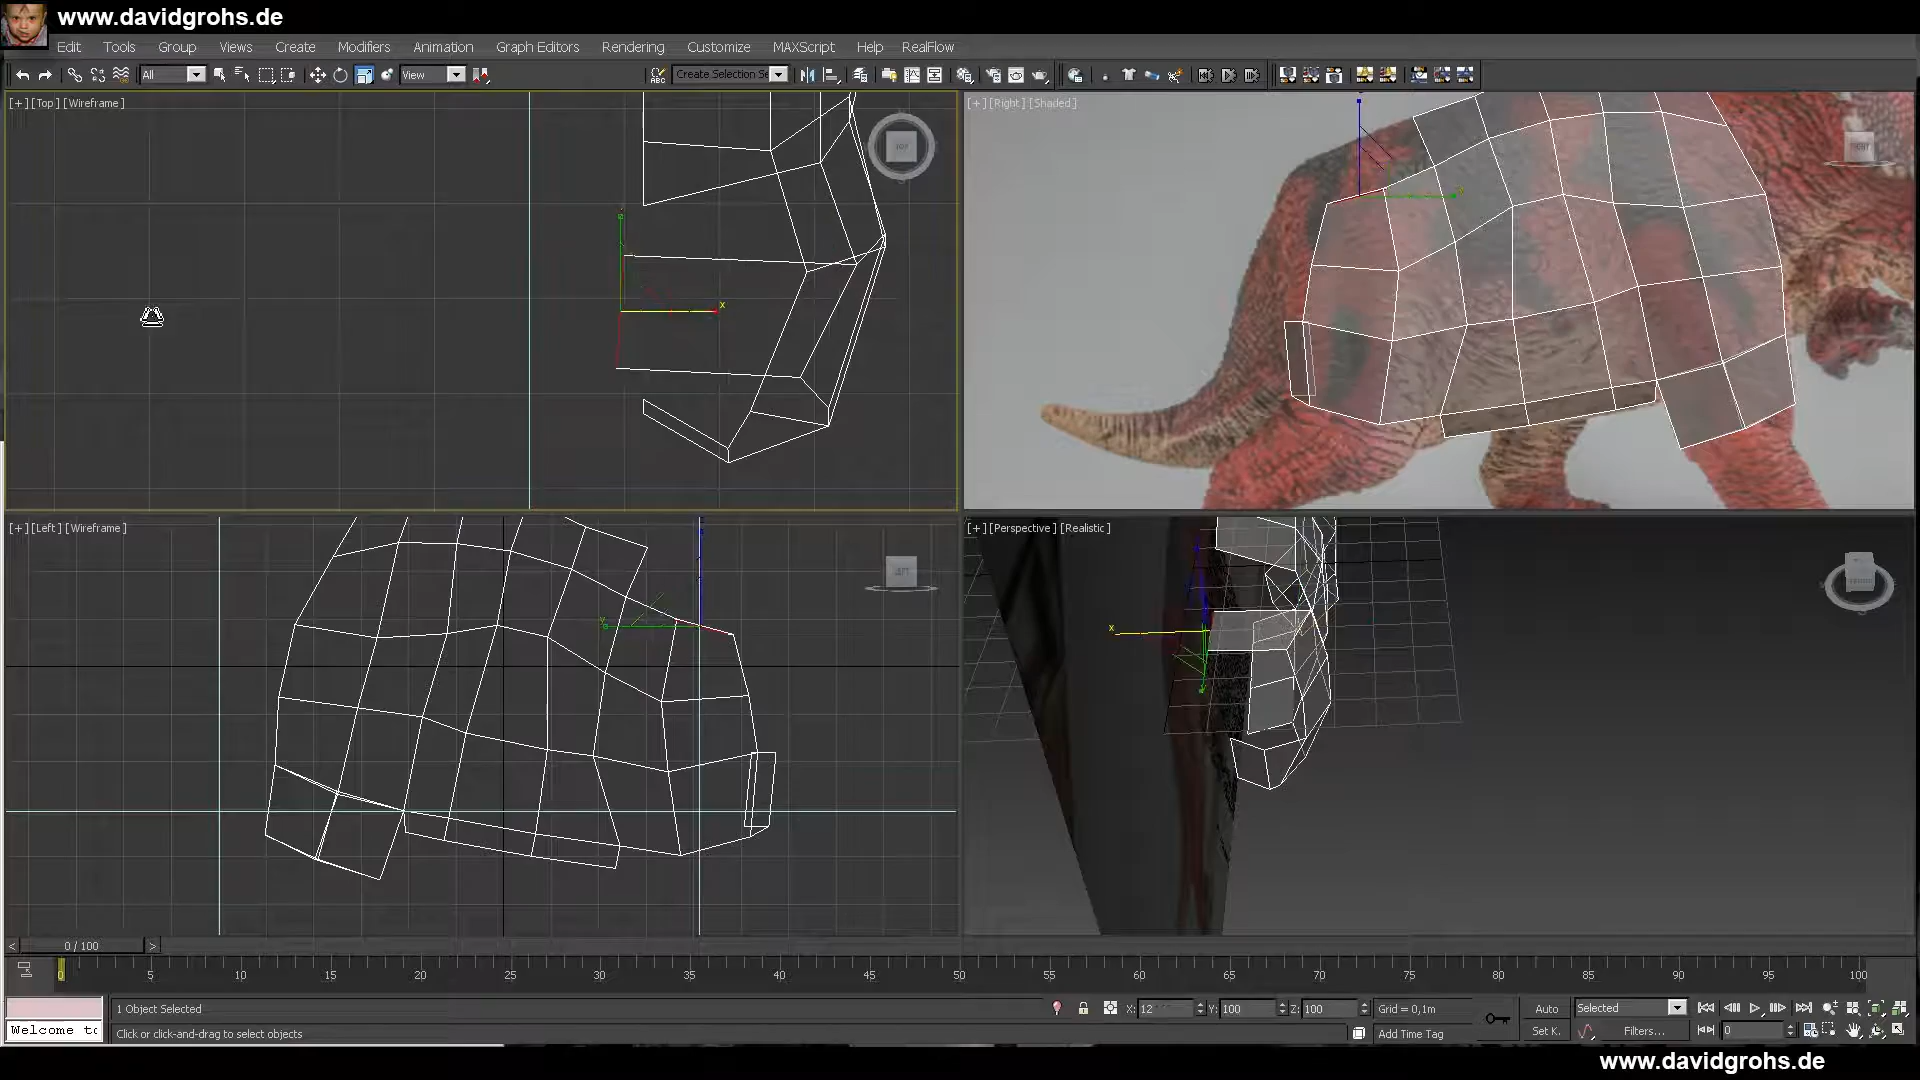 www.davidgrohs.de
Edit Tools Group Views Create Modifiers Animation Graph Editors Rendering Customize MAXScript Help RealFlow
All View Create Selection Se
[+] [Top] [Wireframe]
[+] [Right] [Shaded]
TOP
x
[+] [Left] [Wireframe]
[+] [Perspective] [Realistic]
LEFT
y
x
< 0 / 100 >
0 5 10 15 20 25 30 35 40 45 50 55 60 65 70 75 80 85 90 95 100
1 Object Selected X: 12 Y: 100 Z: 100 Grid = 0,1m Auto Selected
Welcome to Click or click-and-drag to select objects Add Time Tag Set K. Filters... 0
www.davidgrohs.de